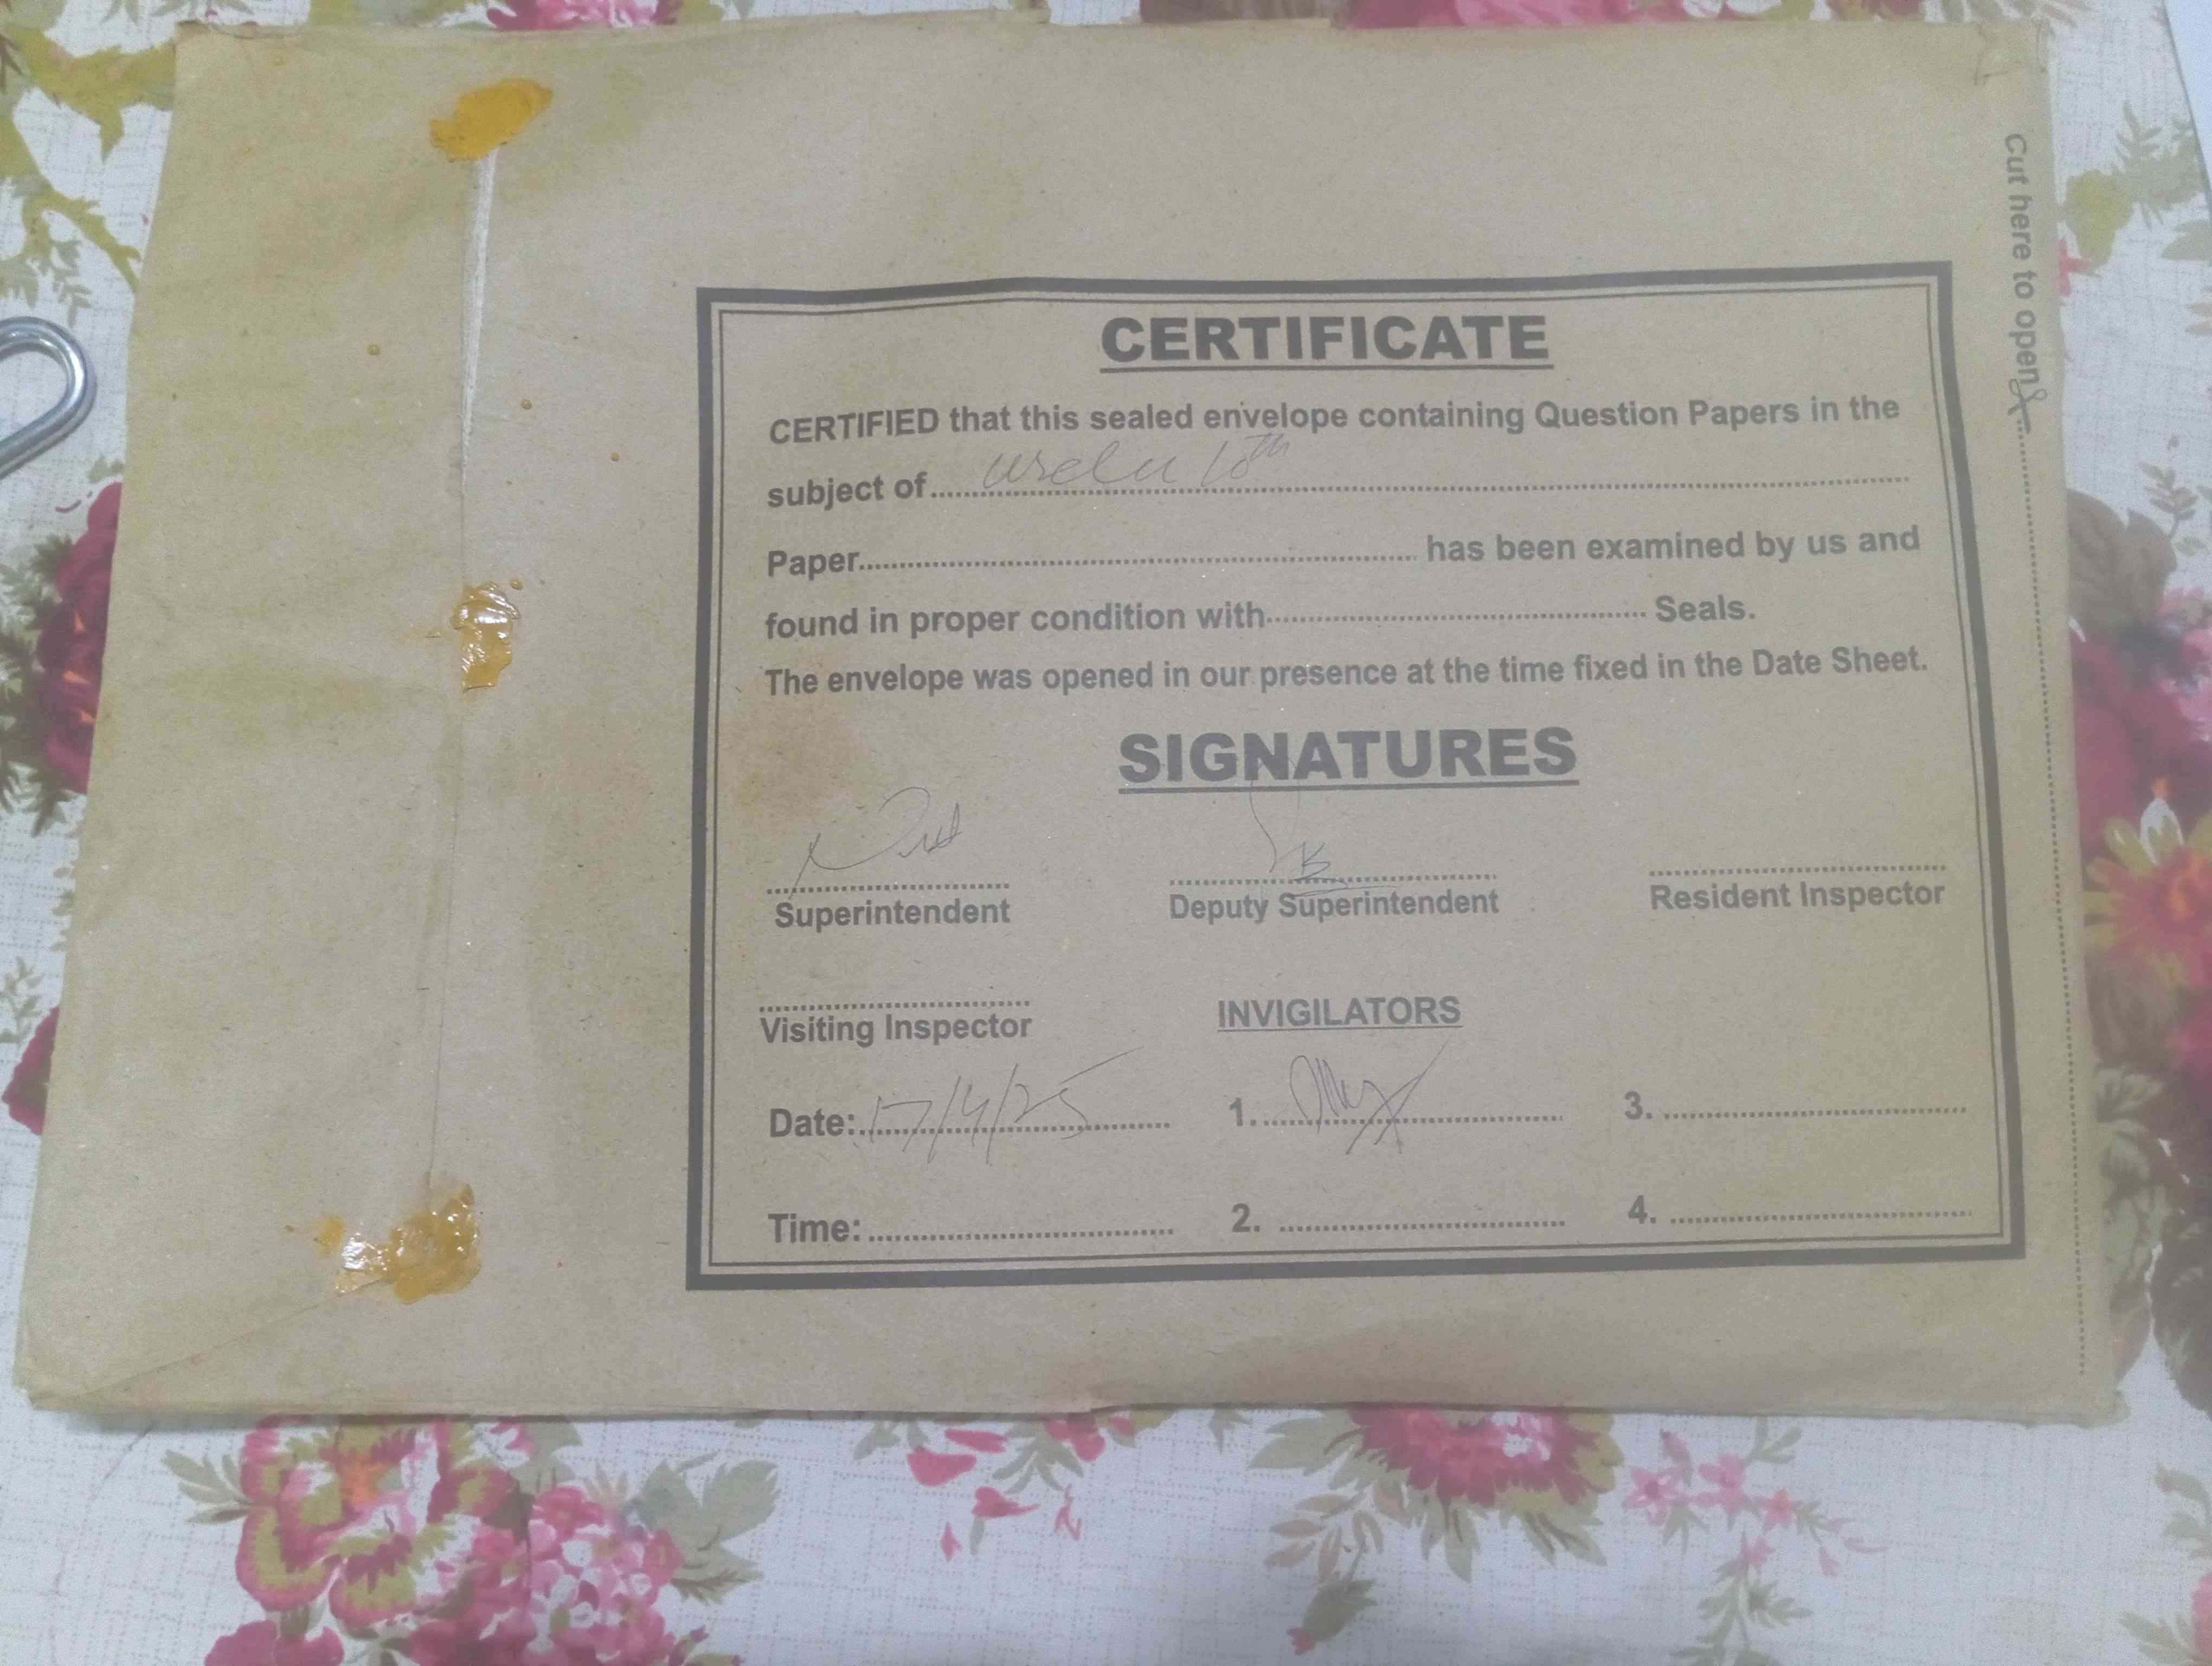 Cut here to open
CERTIFICATE
CERTIFIED that this sealed envelope containing Question Papers in the
subject of.......... Urdu 10th ..........
Paper.......... has been examined by us and
found in proper condition with.......... Seals.
The envelope was opened in our presence at the time fixed in the Date Sheet.
SIGNATURES
Superintendent Deputy Superintendent Resident Inspector
Visiting Inspector INVIGILATORS
Date: 17/4/25 1. .......... 3. ..........
Time: .......... 2. .......... 4. ..........